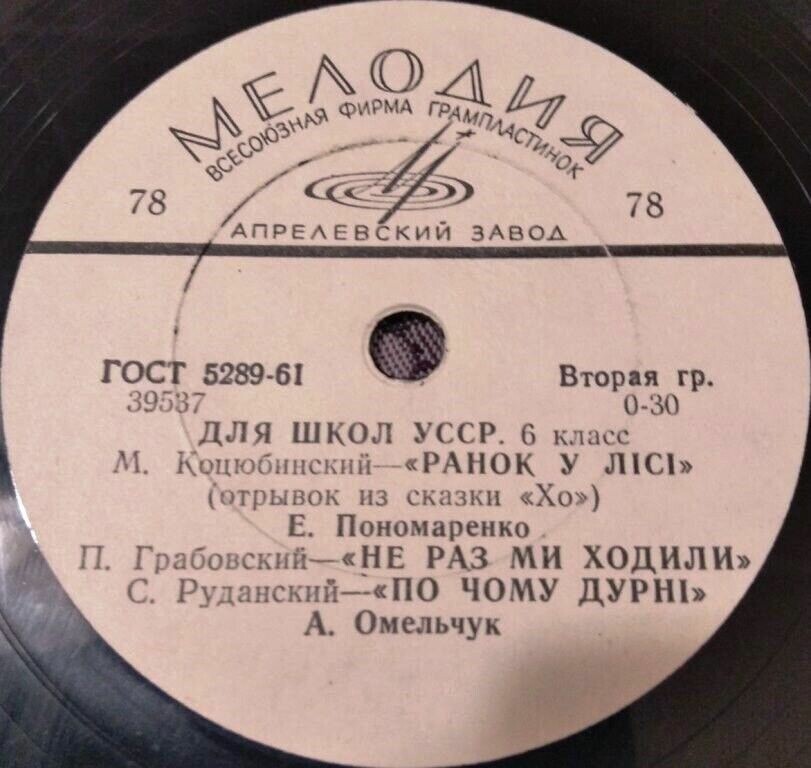 МЕЛОДИЯ
ВСЕСОЮЗНАЯ ФИРМА ГРАМПЛАСТИНОК
78 78
АПРЕЛЕВСКИЙ ЗАВОД
ГОСТ 5289-61 Вторая гр.
39537 0-30
ДЛЯ ШКОЛ УССР. 6 класс
М. Коцюбинский—«РАНОК У ЛІСІ»
(отрывок из сказки «Хо»)
Е. Пономаренко
П. Грабовский—«НЕ РАЗ МИ ХОДИЛИ»
С. Руданский—«ПО ЧОМУ ДУРНІ»
А. Омельчук